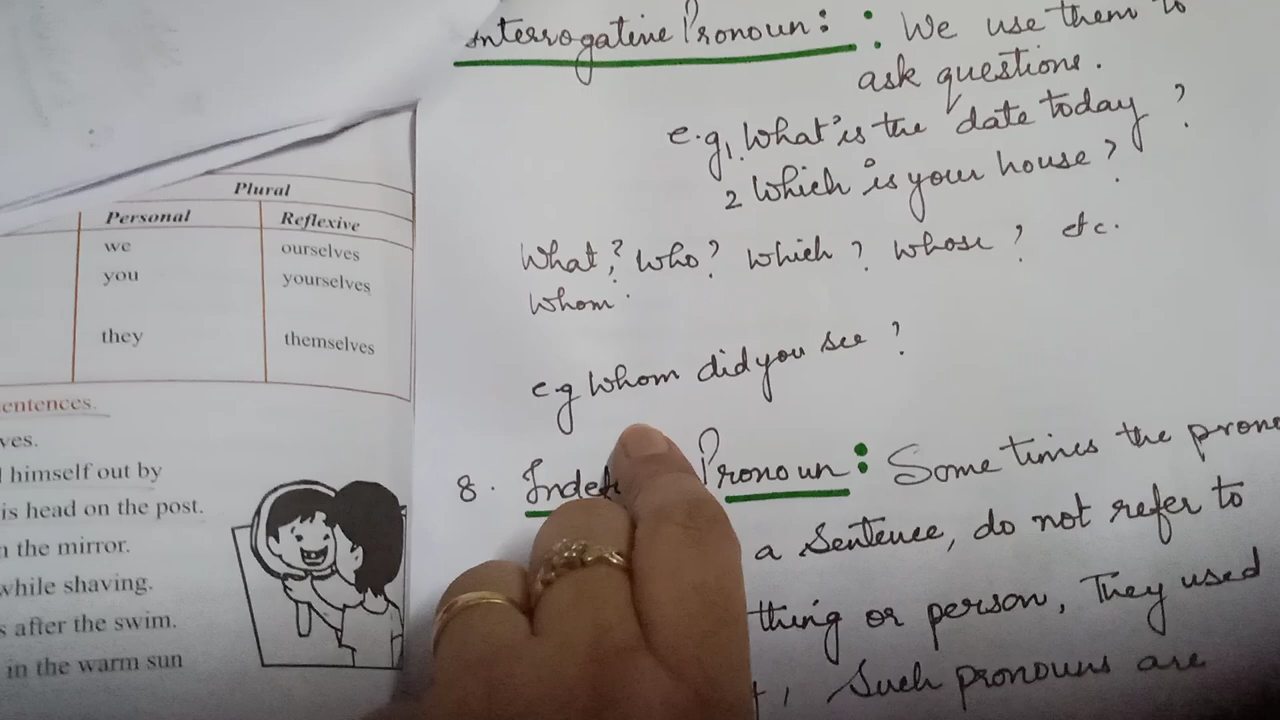 Interrogative Pronoun: : We use them to
ask questions.
e.g, 1. What's is the date today ?
2 Which is your house ?
What ? Who ? Which ? Whose ? etc.
Whom.
e.g Whom did you see ?
8. Indef Pronoun : Some times the
a Sentence, do not refer to
thing or person, They used
, Such pronouns are
Plural
Personal Reflexive
we ourselves
you yourselves
they themselves
ves.
himself out by
is head on the post.
the mirror.
while shaving.
s after the swim.
in the warm sun